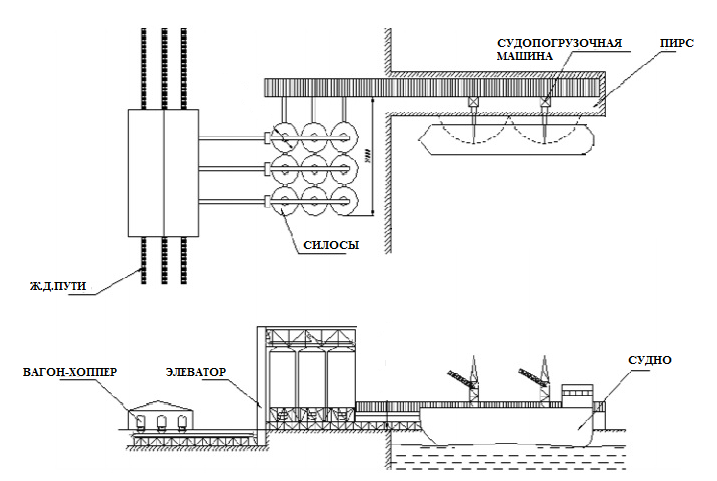 СУДОПОГРУЗОЧНАЯ
МАШИНА
ПИРС
СИЛОСЫ
Ж.Д.ПУТИ
ВАГОН-ХОППЕР
ЭЛЕВАТОР
СУДНО